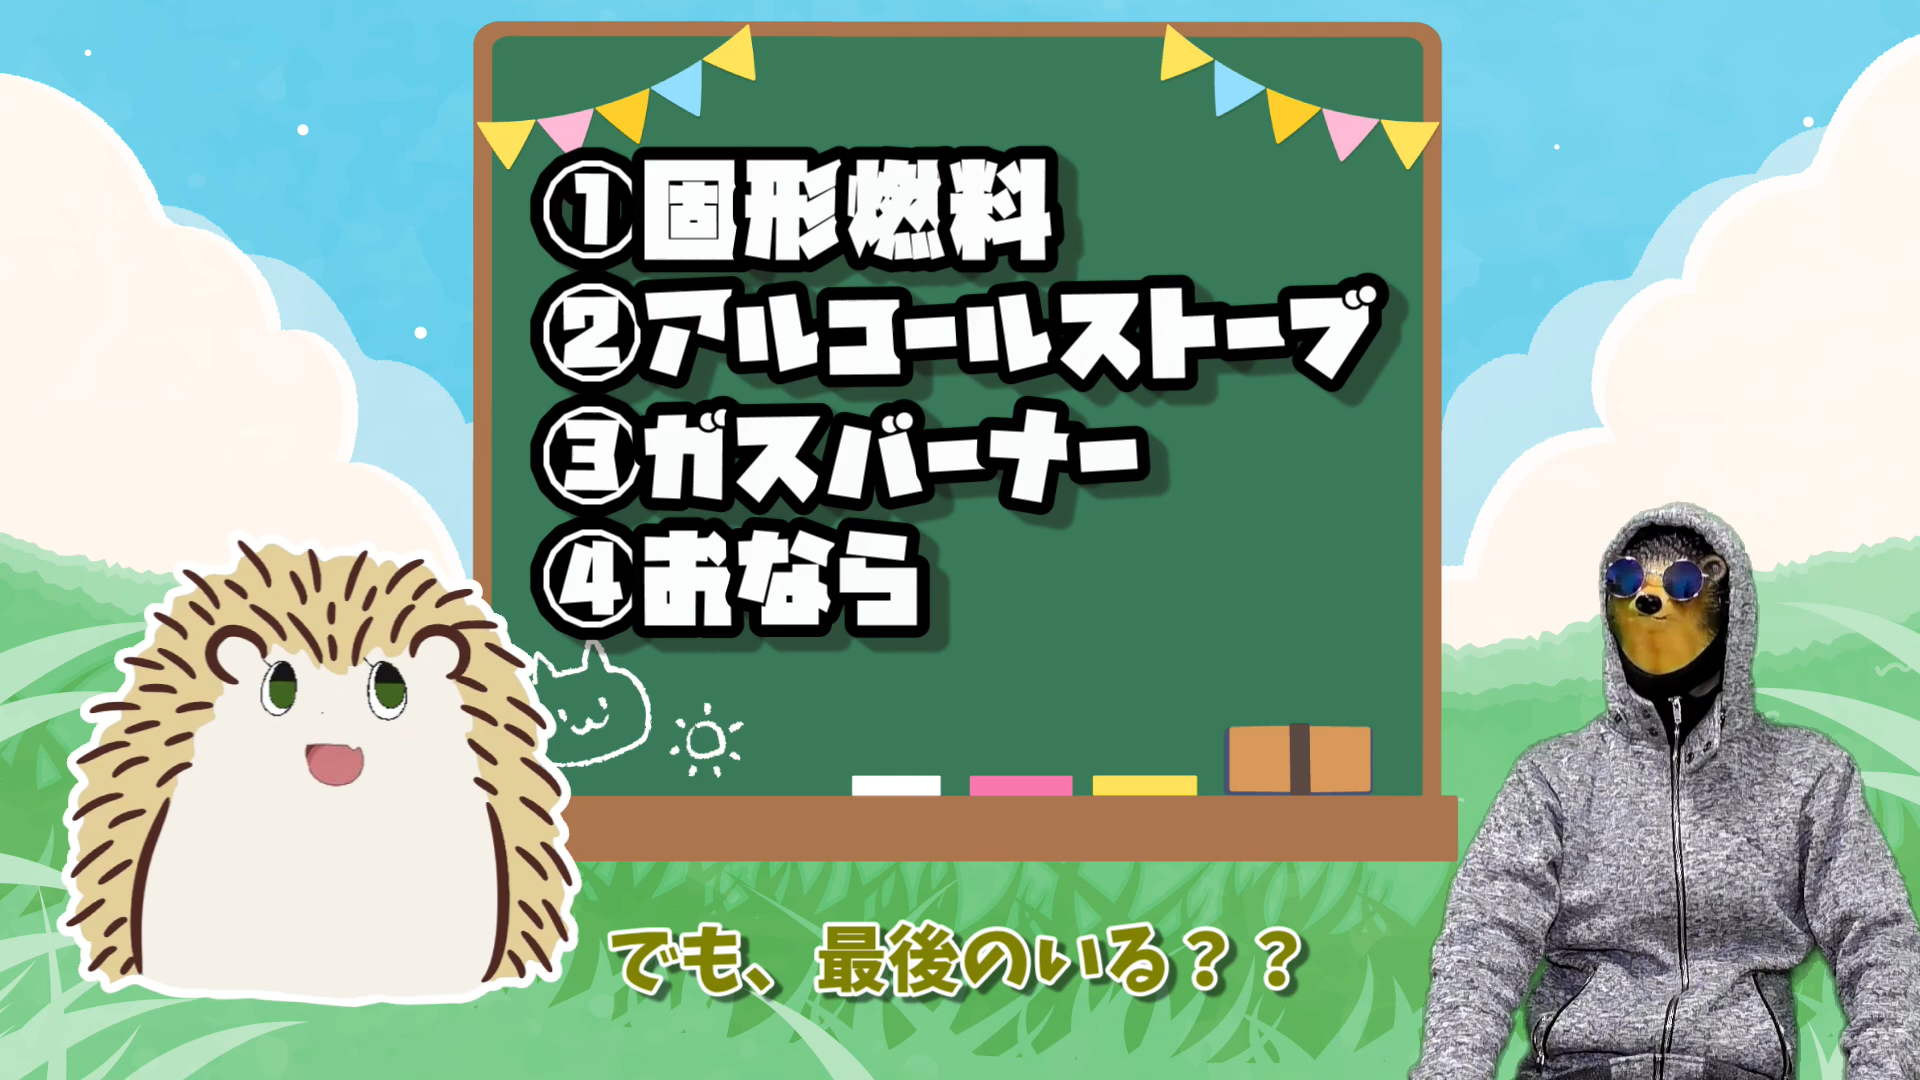 ①固形燃料
②アルコールストーブ
③ガスバーナー
④おなら
でも、最後のいる？？